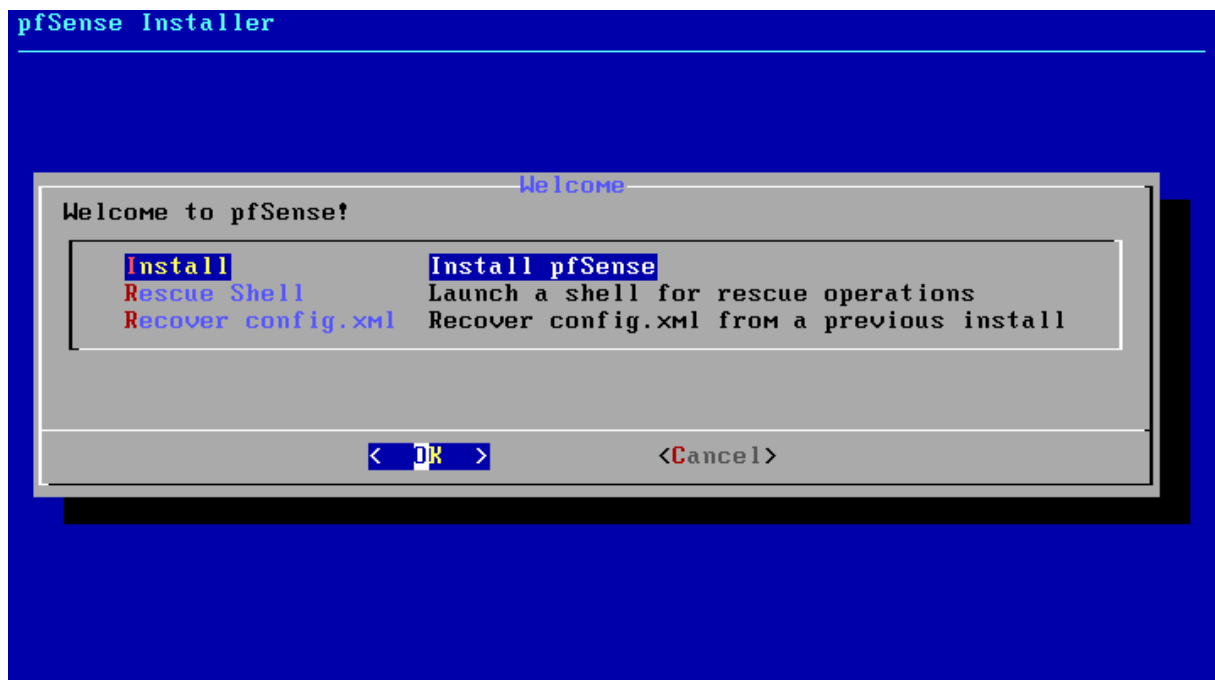 pfSense Installer
Welcome
Welcome to pfSense!
Install Install pfSense
Rescue Shell Launch a shell for rescue operations
Recover config.xml Recover config.xml from a previous install
< OK > <Cancel>